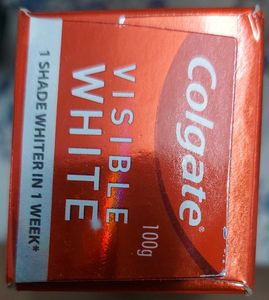 Colgate®
VISIBLE
WHITE
100g
1 SHADE WHITER IN 1 WEEK*